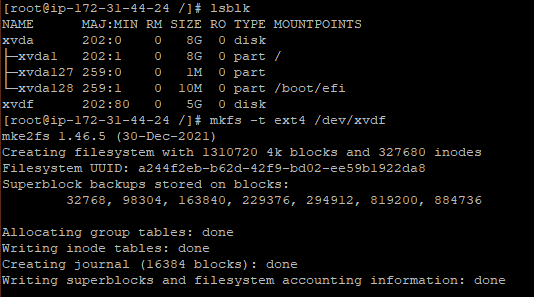 [root@ip-172-31-44-24 /]# lsblk
NAME      MAJ:MIN RM SIZE RO TYPE MOUNTPOINTS
xvda      202:0    0   8G  0 disk
├─xvda1   202:1    0   8G  0 part /
├─xvda127 259:0    0   1M  0 part
└─xvda128 259:1    0  10M  0 part /boot/efi
xvdf      202:80   0   5G  0 disk
[root@ip-172-31-44-24 /]# mkfs -t ext4 /dev/xvdf
mke2fs 1.46.5 (30-Dec-2021)
Creating filesystem with 1310720 4k blocks and 327680 inodes
Filesystem UUID: a244f2eb-b62d-42f9-bd02-ee59b1922da8
Superblock backups stored on blocks:
        32768, 98304, 163840, 229376, 294912, 819200, 884736
Allocating group tables: done
Writing inode tables: done
Creating journal (16384 blocks): done
Writing superblocks and filesystem accounting information: done